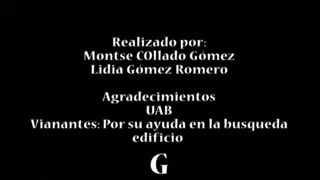 Realizado por:
Montse COllado Gómez
Lidia Gómez Romero
Agradecimientos
UAB
Vianantes: Por su ayuda en la busqueda
edificio
G